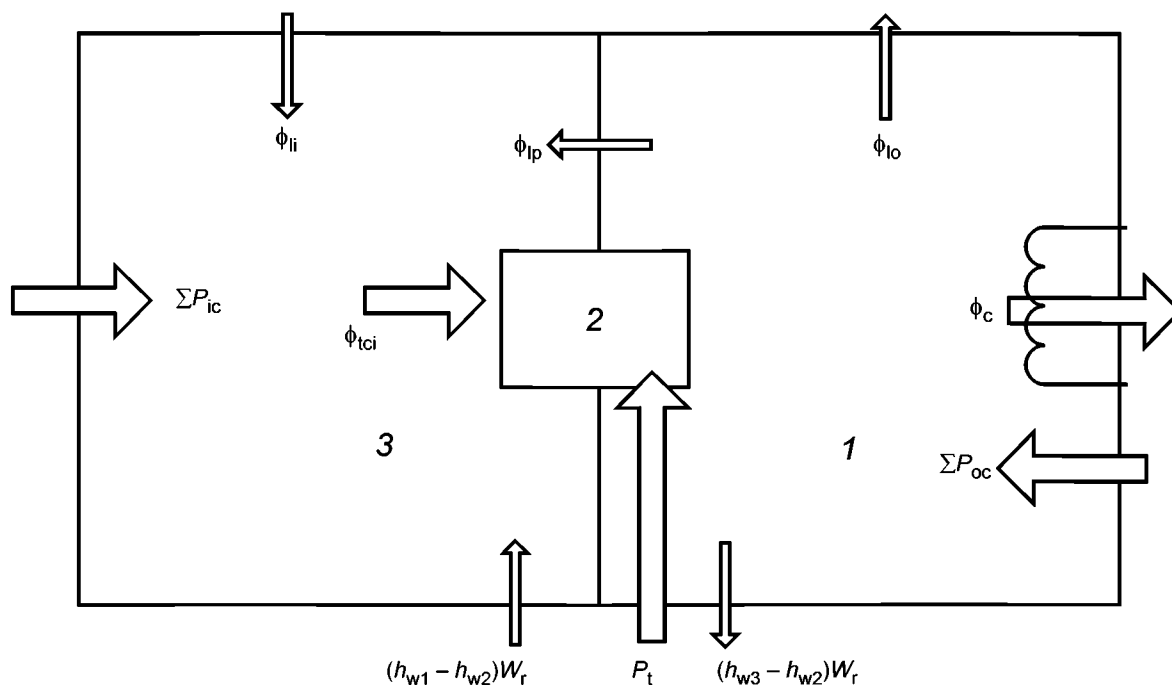 ϕli
ϕlp
ϕlo
ΣPic
ϕtci
2
ϕc
3
1
ΣPoc
(hw1 – hw2)Wr
Pt
(hw3 – hw2)Wr